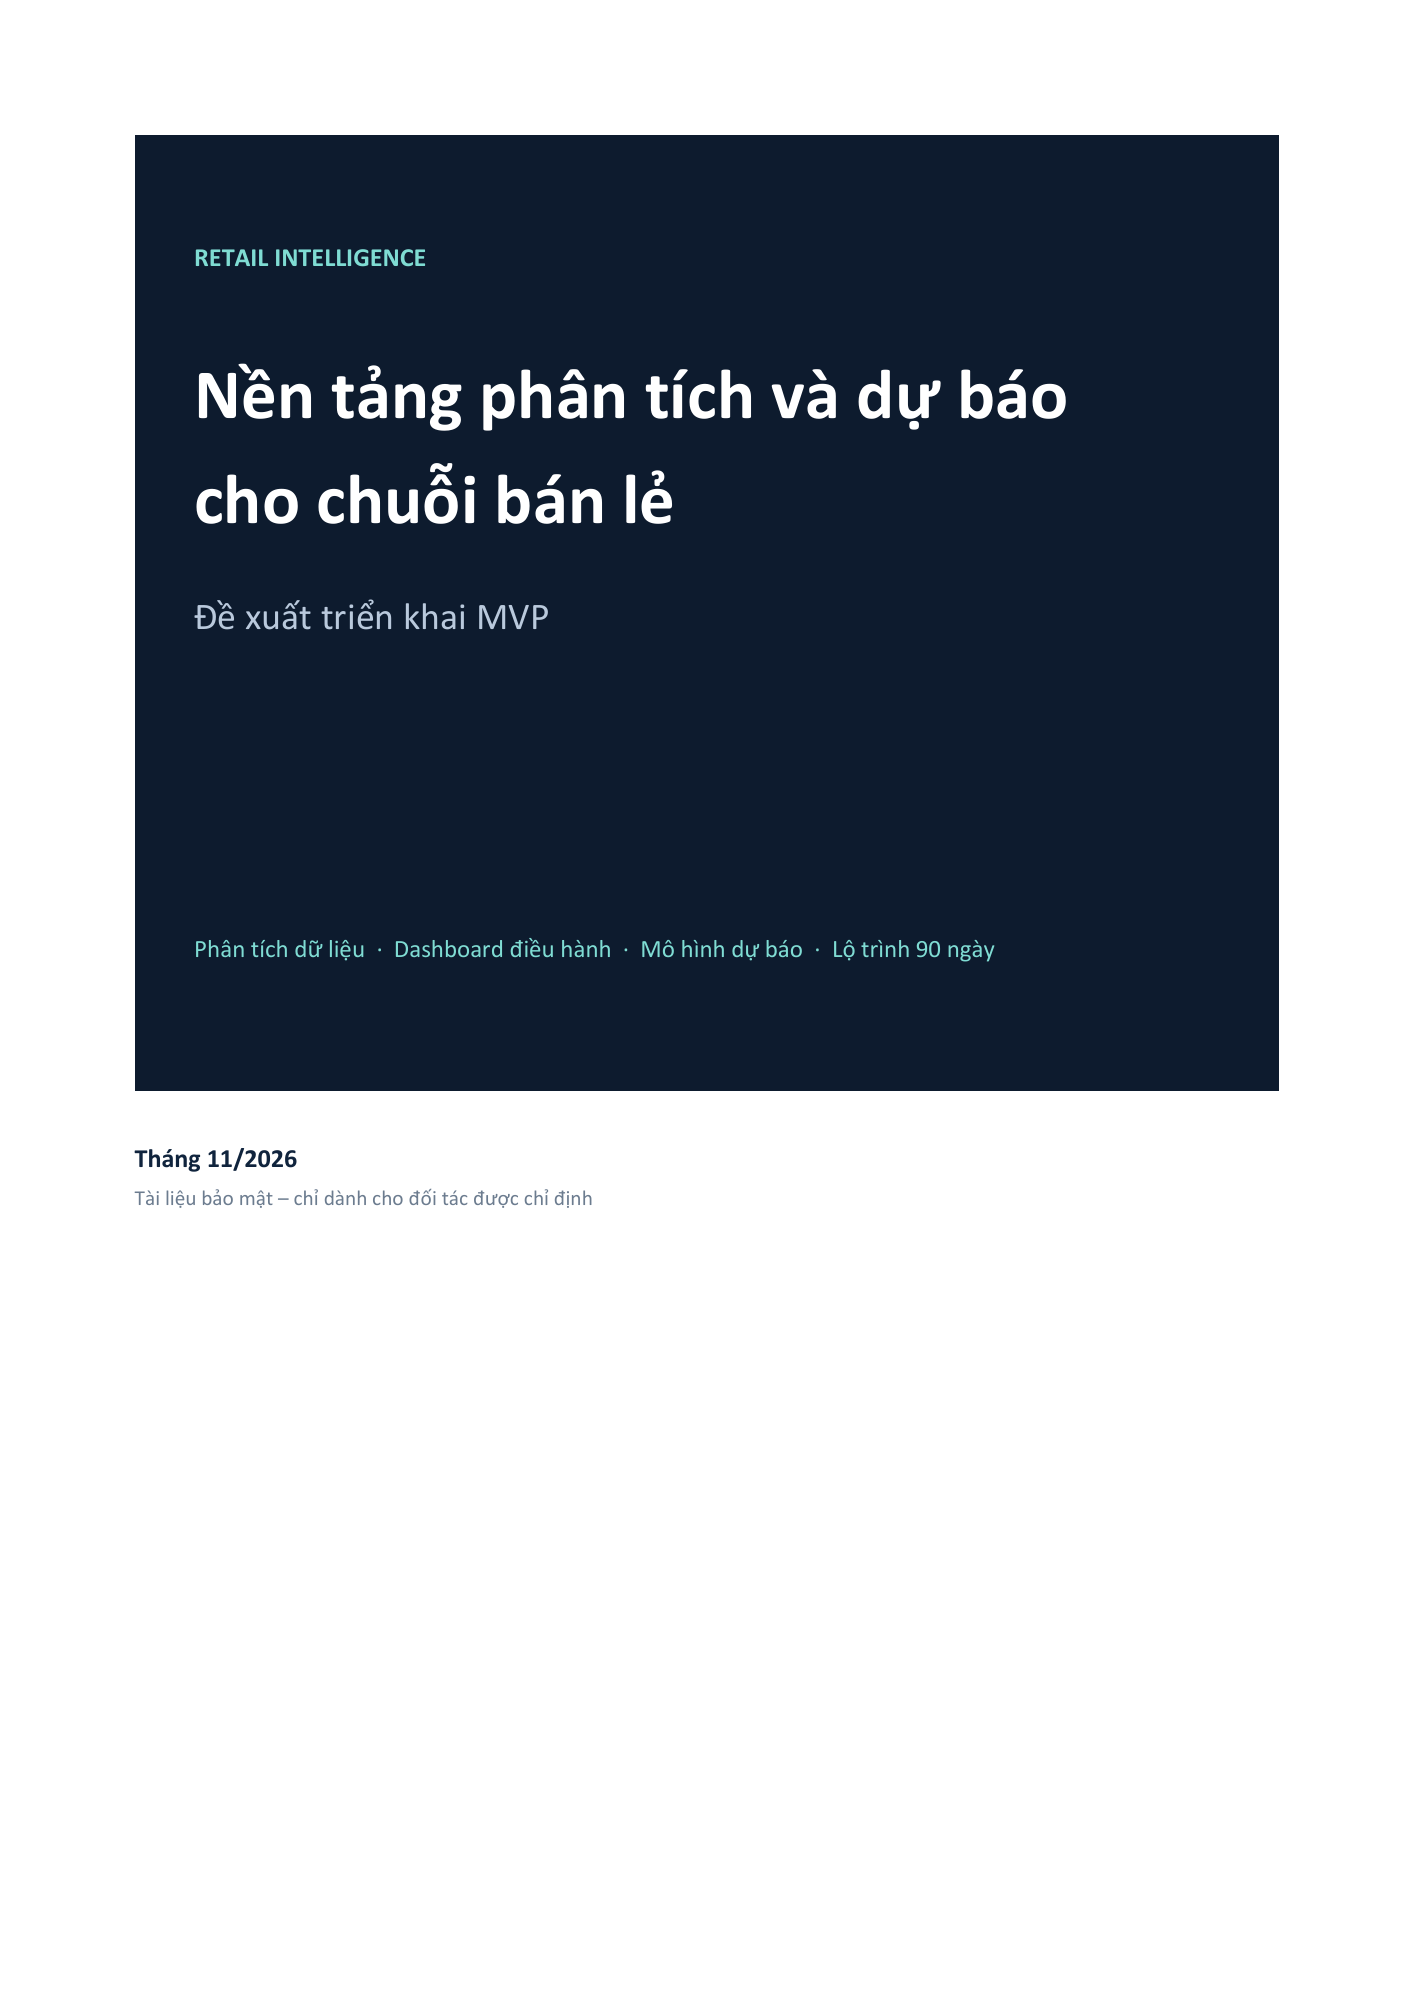 RETAIL INTELLIGENCE
Nền tảng phân tích và dự báo
cho chuỗi bán lẻ
Đề xuất triển khai MVP
Phân tích dữ liệu · Dashboard điều hành · Mô hình dự báo · Lộ trình 90 ngày
Tháng 11/2026
Tài liệu bảo mật – chỉ dành cho đối tác được chỉ định